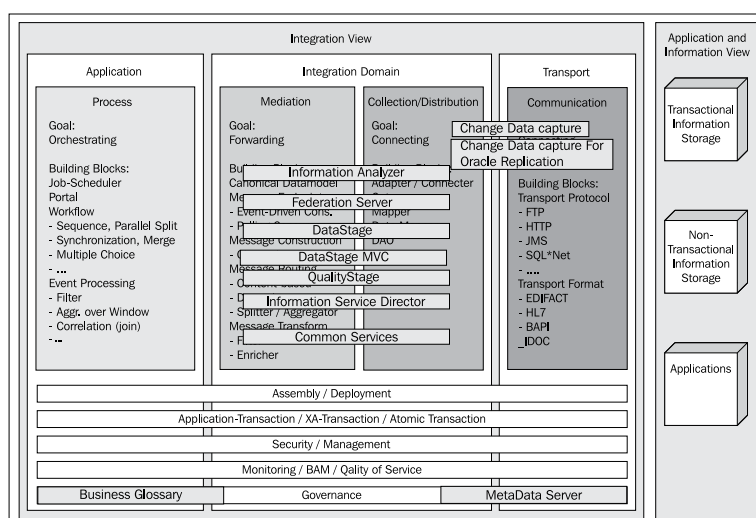 Integration View
Application and
Information View
Application
Integration Domain
Transport
Process
Goal:
Orchestrating
Building Blocks:
Job-Scheduler
Portal
Workflow
- Sequence, Parallel Split
- Synchronization, Merge
- Multiple Choice
- ...
Event Processing
- Filter
- Aggr. over Window
- Correlation (join)
- ...
Mediation
Goal:
Forwarding
Canonical Datamodel
- Event-Driven Cons.
Message Construction
Message Routing
- Splitter / Aggregator
Message Transform
- Enricher
Collection/Distribution
Goal:
Connecting
Adapter / Connecter
Mapper
DAO
Communication
Building Blocks:
Transport Protocol
- FTP
- HTTP
- JMS
- SQL*Net
- ....
Transport Format
- EDIFACT
- HL7
- BAPI
_IDOC
Change Data capture
Change Data capture For
Oracle Replication
Information Analyzer
Federation Server
DataStage
DataStage MVC
QualityStage
Information Service Director
Common Services
Assembly / Deployment
Application-Transaction / XA-Transaction / Atomic Transaction
Security / Management
Monitoring / BAM / Qality of Service
Business Glossary
Governance
MetaData Server
Transactional
Information
Storage
Non-
Transactional
Information
Storage
Applications